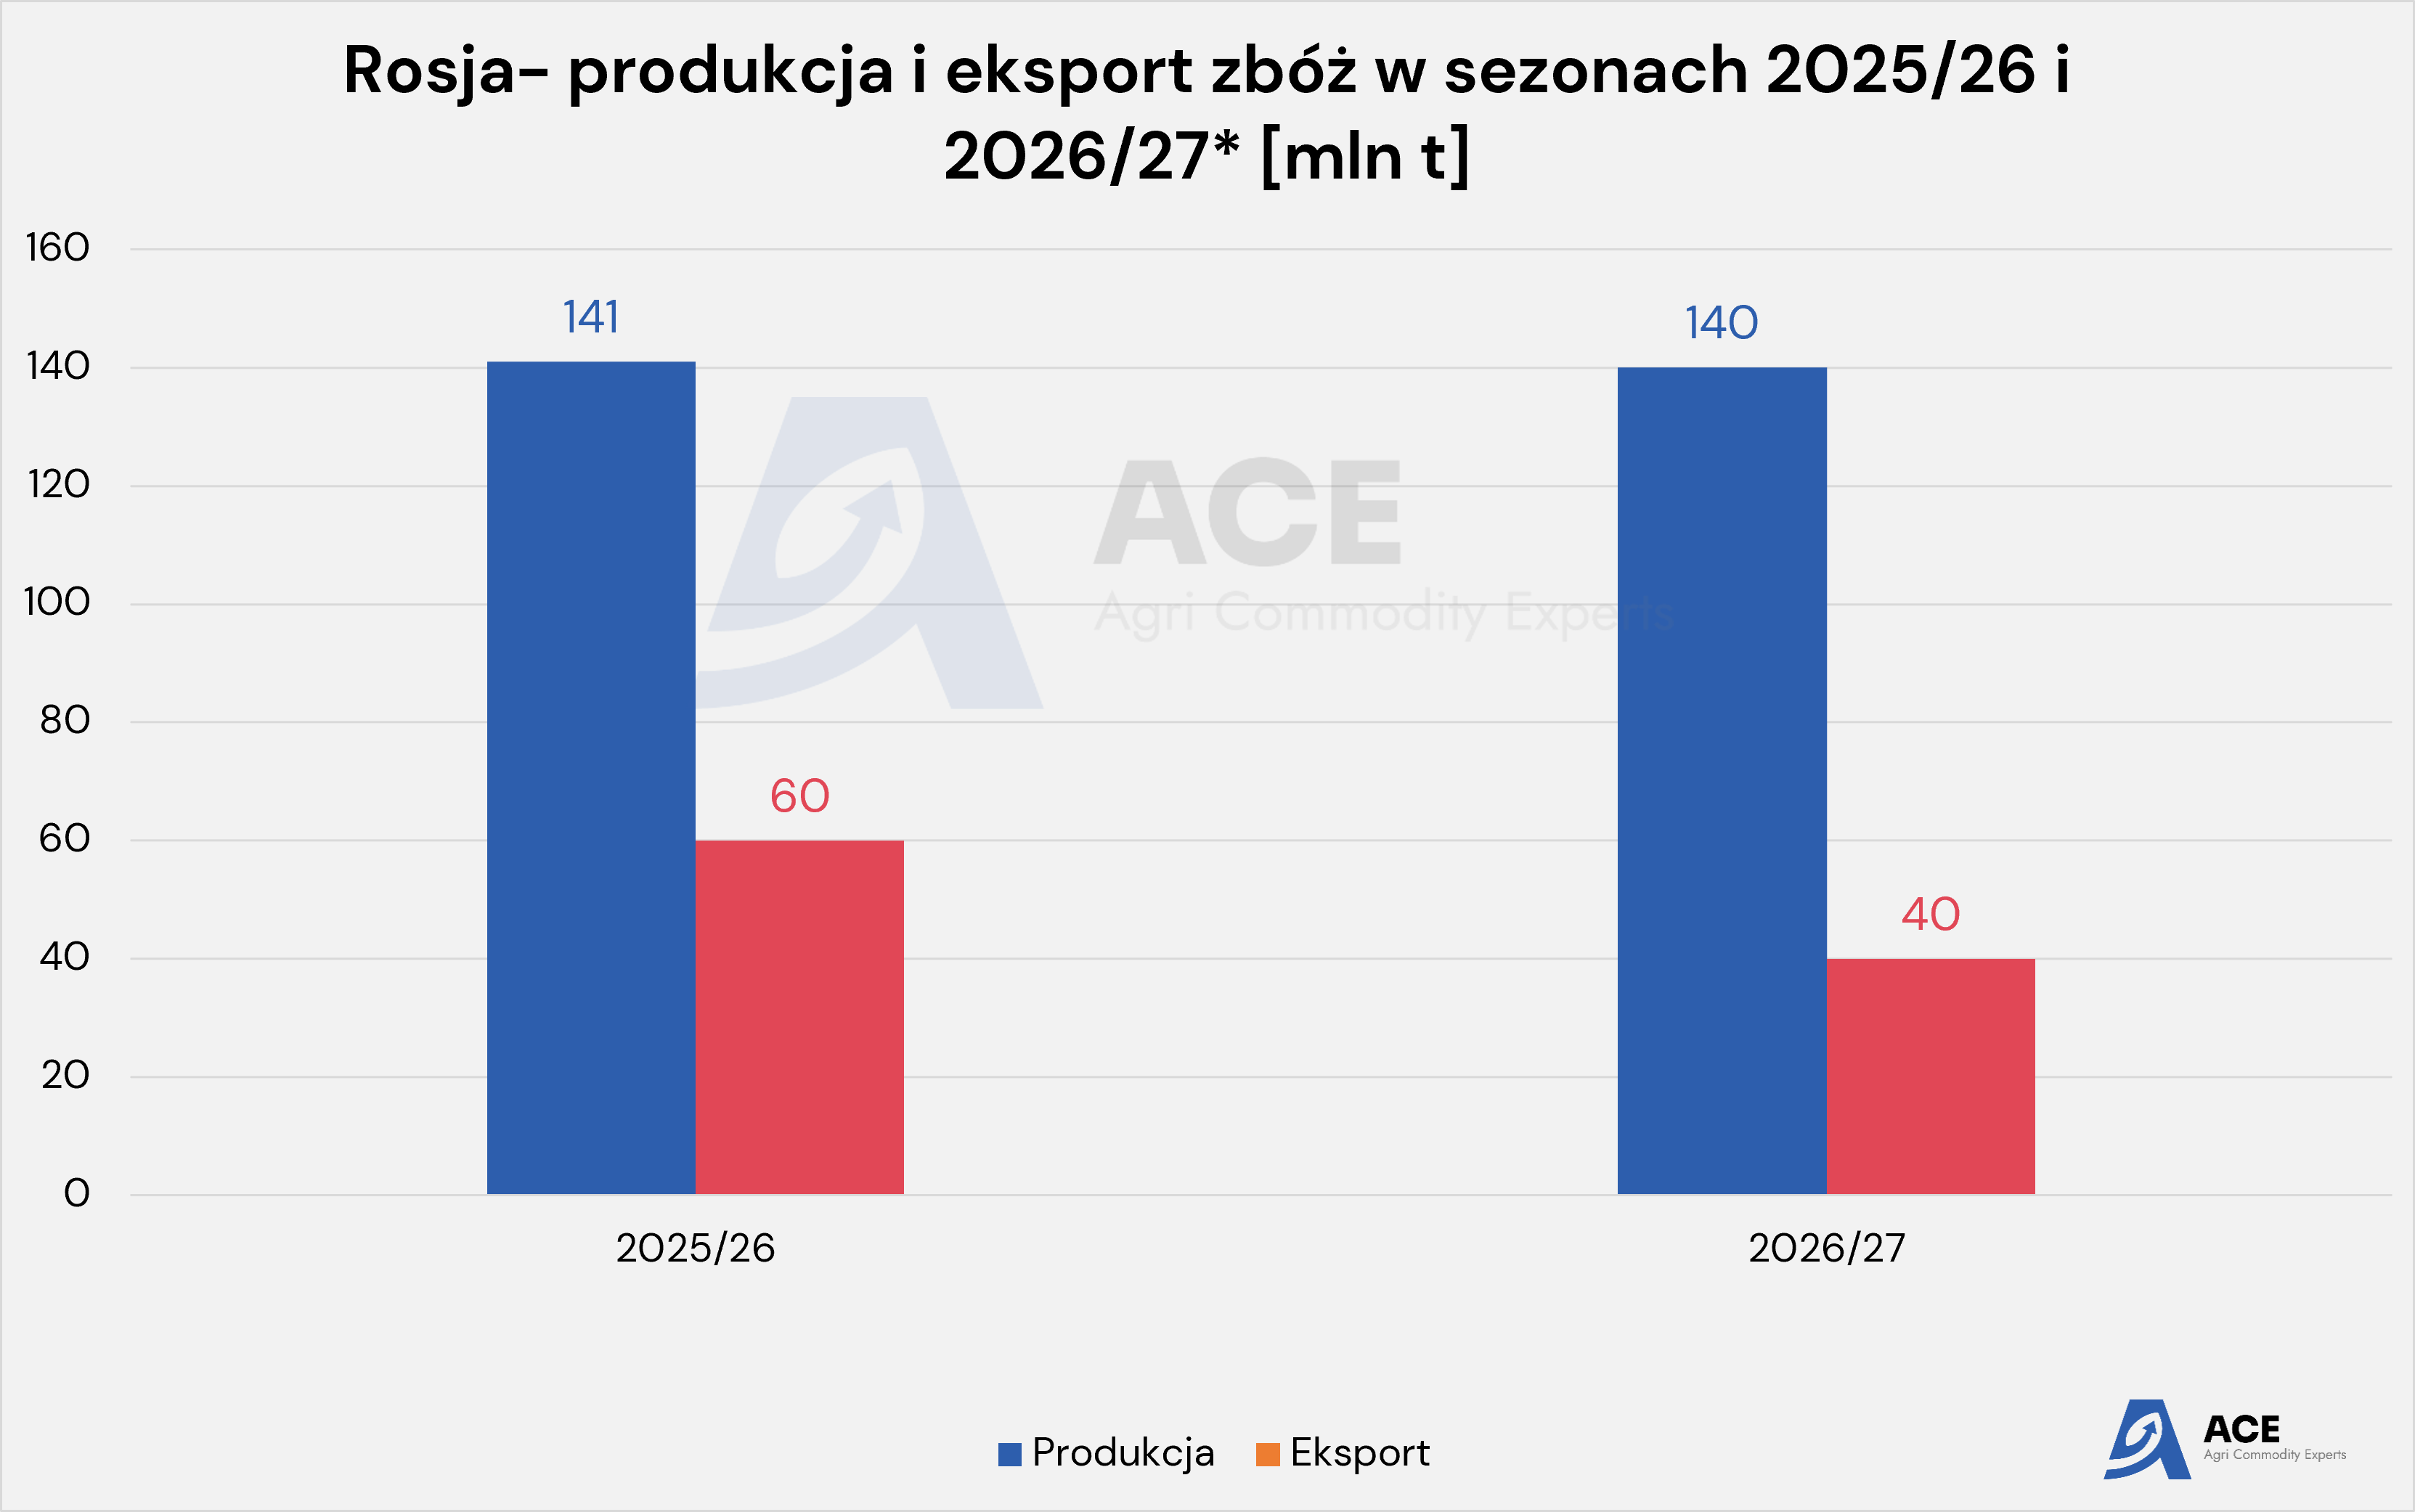 Rosja– produkcja i eksport zbóż w sezonach 2025/26 i
2026/27* [mln t]
160
140
120
100
80
60
40
20
0
141
60
140
40
ACE
Agri Commodity Experts
2025/26
2026/27
Produkcja
Eksport
ACE
Agri Commodity Experts